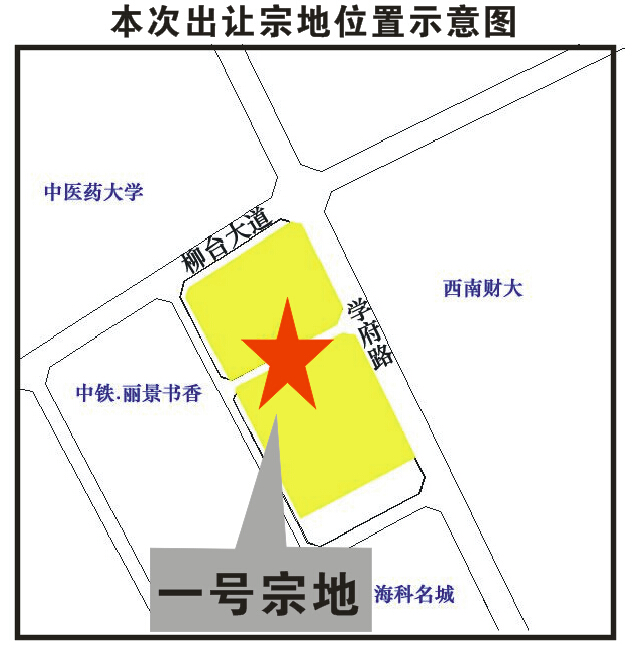 本次出让宗地位置示意图
中医药大学
柳台大道
西南财大
学府路
中铁.丽景书香
一号宗地
海科名城